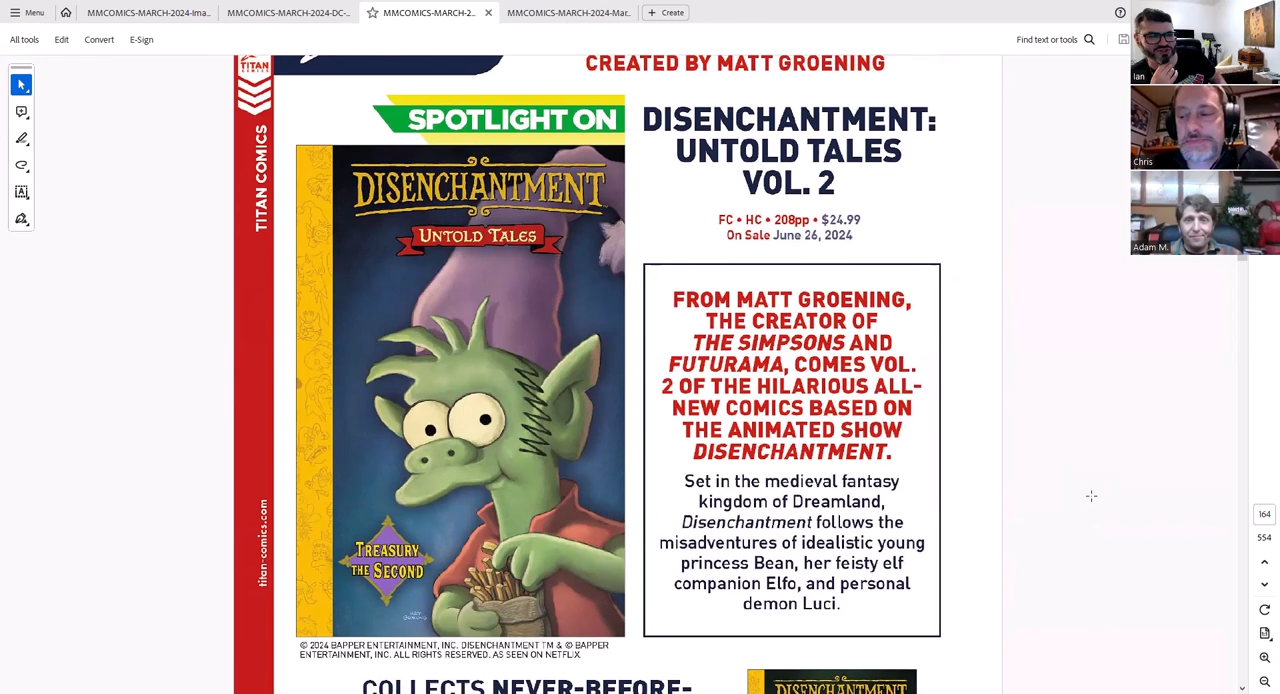 Menu
MMCOMICS-MARCH-2024-Ima...
MMCOMICS-MARCH-2024-DC-...
MMCOMICS-MARCH-2...
MMCOMICS-MARCH-2024-Mar...
Create
All tools
Edit
Convert
E-Sign
Find text or tools
Ian
Chris
Adam M.
TITAN
COMICS
TITAN COMICS
titan-comics.com
CREATED BY MATT GROENING
SPOTLIGHT ON
DISENCHANTMENT
UNTOLD TALES
TREASURY
THE SECOND
MATT
GROENING
© 2024 BAPPER ENTERTAINMENT, INC. DISENCHANTMENT TM & © BAPPER
ENTERTAINMENT, INC. ALL RIGHTS RESERVED. AS SEEN ON NETFLIX.
DISENCHANTMENT:
UNTOLD TALES
VOL. 2
FC • HC • 208pp • $24.99
On Sale June 26, 2024
FROM MATT GROENING,
THE CREATOR OF
THE SIMPSONS AND
FUTURAMA, COMES VOL.
2 OF THE HILARIOUS ALL-
NEW COMICS BASED ON
THE ANIMATED SHOW
DISENCHANTMENT.
Set in the medieval fantasy
kingdom of Dreamland,
Disenchantment follows the
misadventures of idealistic young
princess Bean, her feisty elf
companion Elfo, and personal
demon Luci.
COLLECTS NEVER-BEFORE-
DISENCHANTMENT
164
554